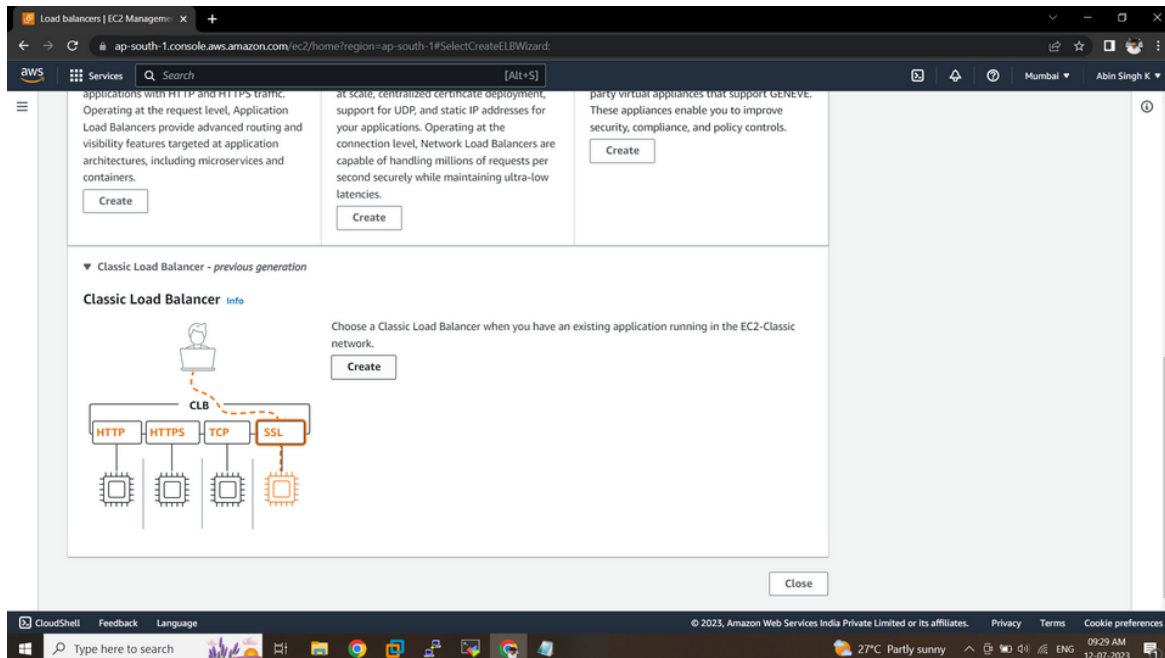 Load balancers | EC2 Manageme
ap-south-1.console.aws.amazon.com/ec2/home?region=ap-south-1#SelectCreateELBWizard:
aws
Services
Search
[Alt+S]
Mumbai
Abin Singh K
applications with HTTP and HTTPS traffic.
Operating at the request level, Application
Load Balancers provide advanced routing and
visibility features targeted at application
architectures, including microservices and
containers.
Create
at scale, centralized certificate deployment,
support for UDP, and static IP addresses for
your applications. Operating at the
connection level, Network Load Balancers are
capable of handling millions of requests per
second securely while maintaining ultra-low
latencies.
Create
party virtual appliances that support GENEVE.
These appliances enable you to improve
security, compliance, and policy controls.
Create
Classic Load Balancer - previous generation
Classic Load Balancer Info
Choose a Classic Load Balancer when you have an existing application running in the EC2-Classic
network.
Create
CLB
HTTP
HTTPS
TCP
SSL
Close
CloudShell
Feedback
Language
© 2023, Amazon Web Services India Private Limited or its affiliates.
Privacy
Terms
Cookie preferences
Type here to search
27°C Partly sunny
ENG
09:29 AM
12-07-2023